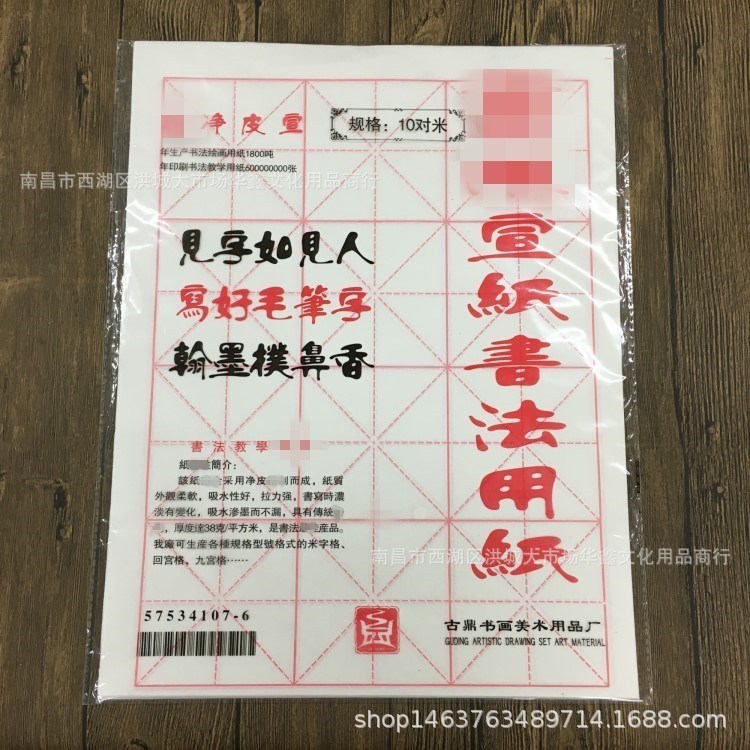 净皮宣
规格：10对米
年生产书法绘画用纸1800吨
年印刷书法教学用纸600000000张
南昌市西湖区洪城大市场华鑫文化用品商行
見字如見人
寫好毛筆字
翰墨樸鼻香
宣紙書法用紙
書法教學
紙 簡介：
該紙 采用净皮 制而成，紙質
外觀柔軟，吸水性好，拉力强，書寫時濃
淡有變化，吸水滲墨而不漏，具有傳統
，厚度達38克/平方米，是書法 産品。
我廠可生産各種規格型號格式的米字格、
回宫格、九宫格……
南昌市西湖区洪城大市场华鑫文化用品商行
57534107-6
古鼎书画美术用品厂
GUDING ARTISTIC DRAWING SET ART MATERIAL
shop1463763489714.1688.com